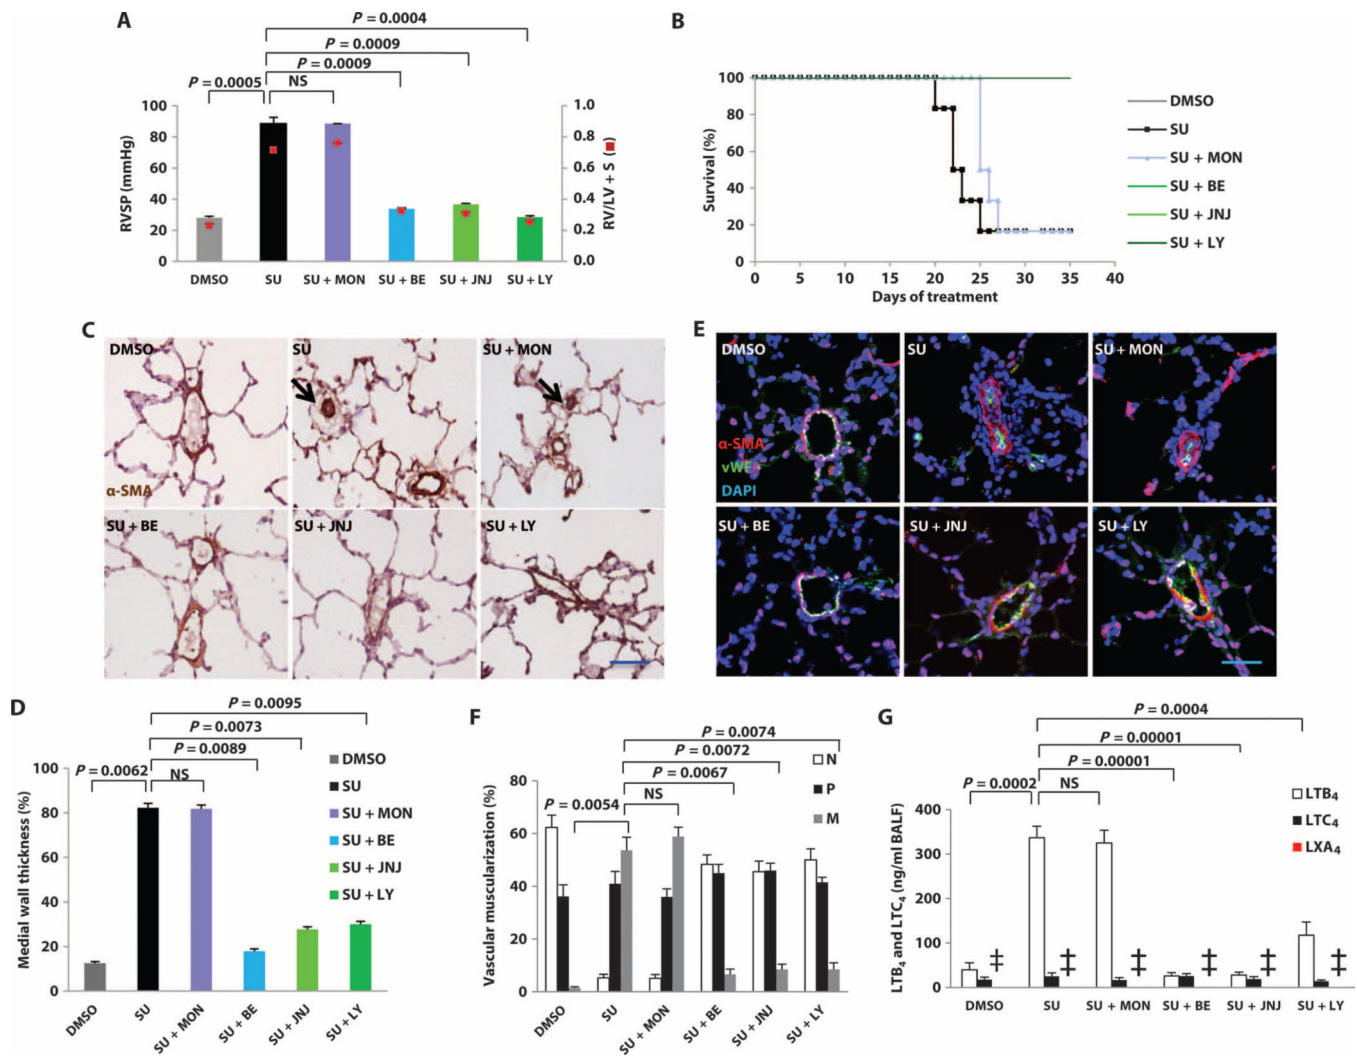 A
P = 0.0004
P = 0.0009
P = 0.0009
P = 0.0005
NS
100
80
60
40
20
0
RVSP (mmHg)
1.0
0.8
0.6
0.4
0.2
0.0
RV/LV + S (■)
DMSO SU SU + MON SU + BE SU + JNJ SU + LY
B
100
80
60
40
20
0
Survival (%)
0 5 10 15 20 25 30 35 40
Days of treatment
DMSO
SU
SU + MON
SU + BE
SU + JNJ
SU + LY
C
DMSO
SU
SU + MON
α-SMA
SU + BE
SU + JNJ
SU + LY
E
DMSO
SU
SU + MON
α-SMA
vWF
DAPI
SU + BE
SU + JNJ
SU + LY
D
P = 0.0095
P = 0.0073
P = 0.0089
P = 0.0062
NS
100
80
60
40
20
0
Medial wall thickness (%)
DMSO
SU
SU + MON
SU + BE
SU + JNJ
SU + LY
DMSO SU SU + MON SU + BE SU + JNJ SU + LY
F
P = 0.0074
P = 0.0072
P = 0.0067
NS
P = 0.0054
N
P
M
80
60
40
20
0
Vascular muscularization (%)
DMSO SU SU + MON SU + BE SU + JNJ SU + LY
G
P = 0.0004
P = 0.00001
P = 0.00001
P = 0.0002
NS
LTB₄
LTC₄
LXA₄
400
300
200
100
0
LTB₄ and LTC₄ (ng/ml BALF)
‡ ‡ ‡ ‡ ‡ ‡
DMSO SU SU + MON SU + BE SU + JNJ SU + LY